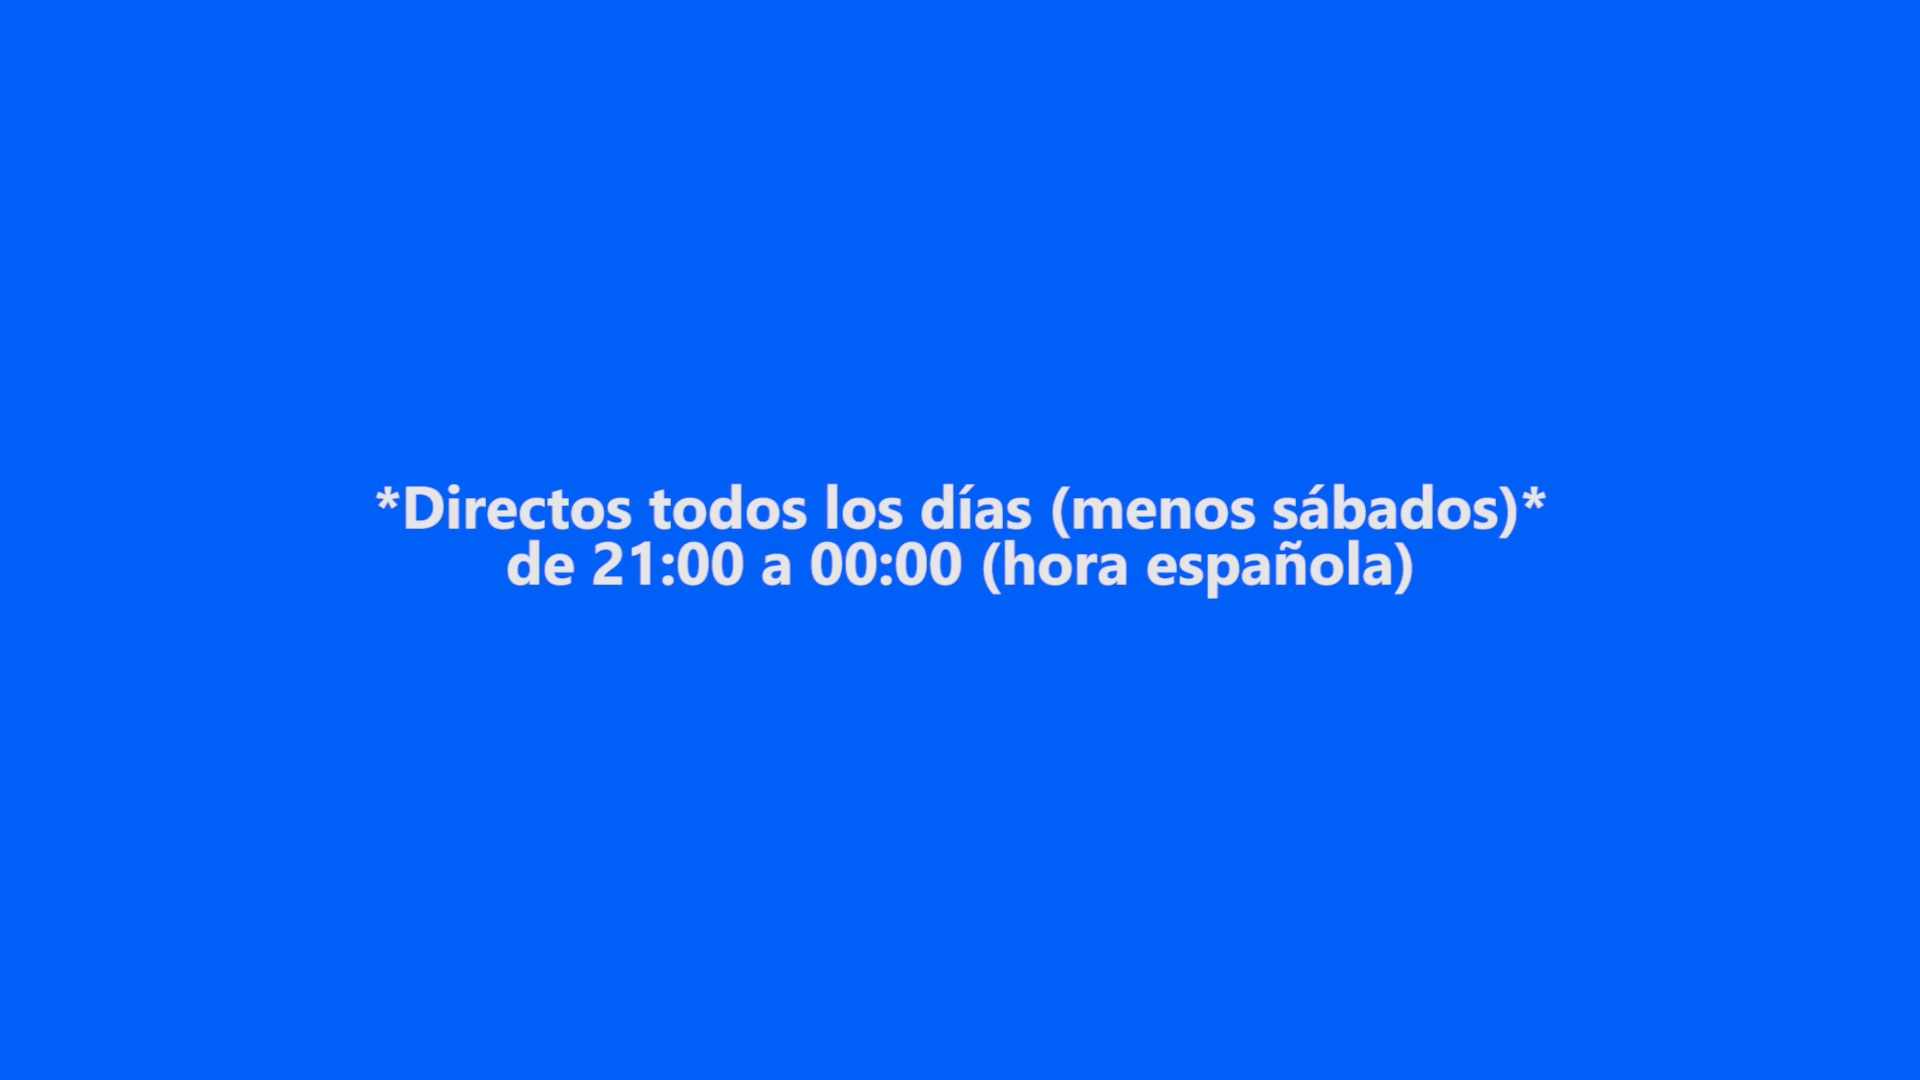 *Directos todos los días (menos sábados)*
de 21:00 a 00:00 (hora española)